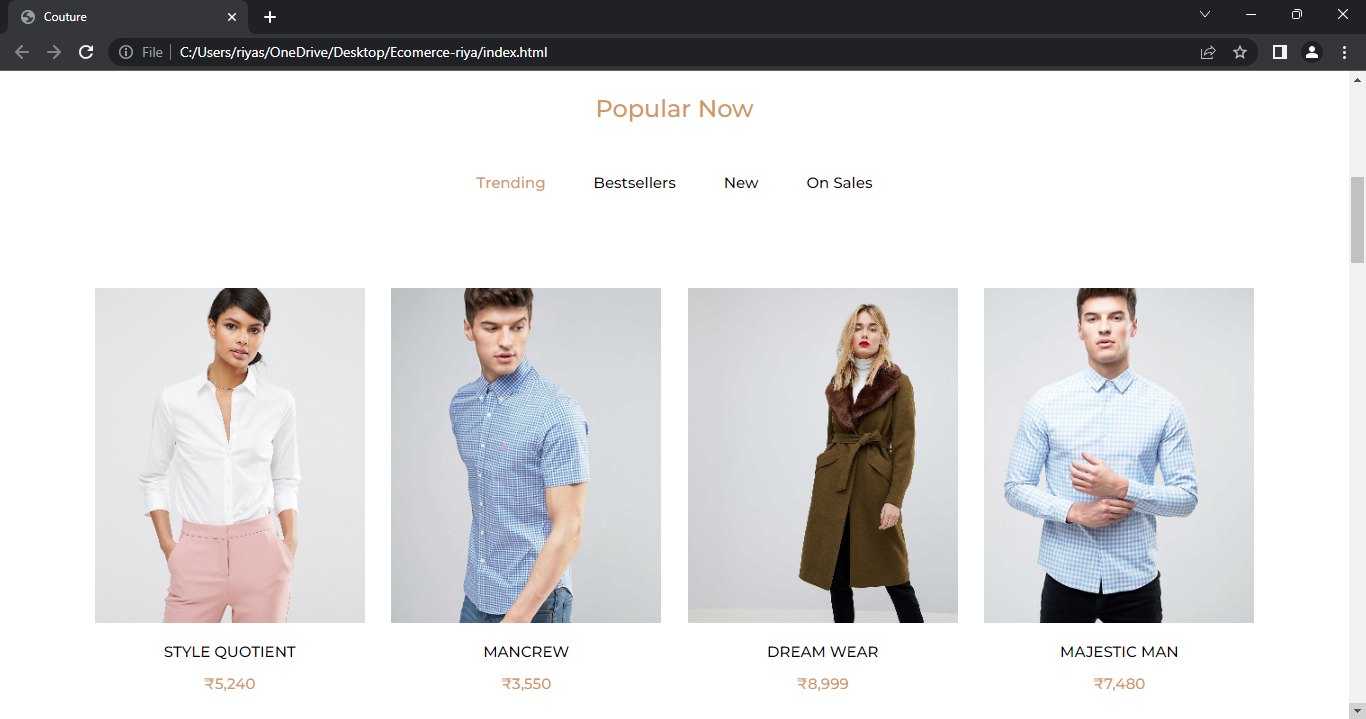 Couture
File C:/Users/riyas/OneDrive/Desktop/Ecomerce-riya/index.html
Popular Now
Trending Bestsellers New On Sales
STYLE QUOTIENT MANCREW DREAM WEAR MAJESTIC MAN
₹5,240 ₹3,550 ₹8,999 ₹7,480